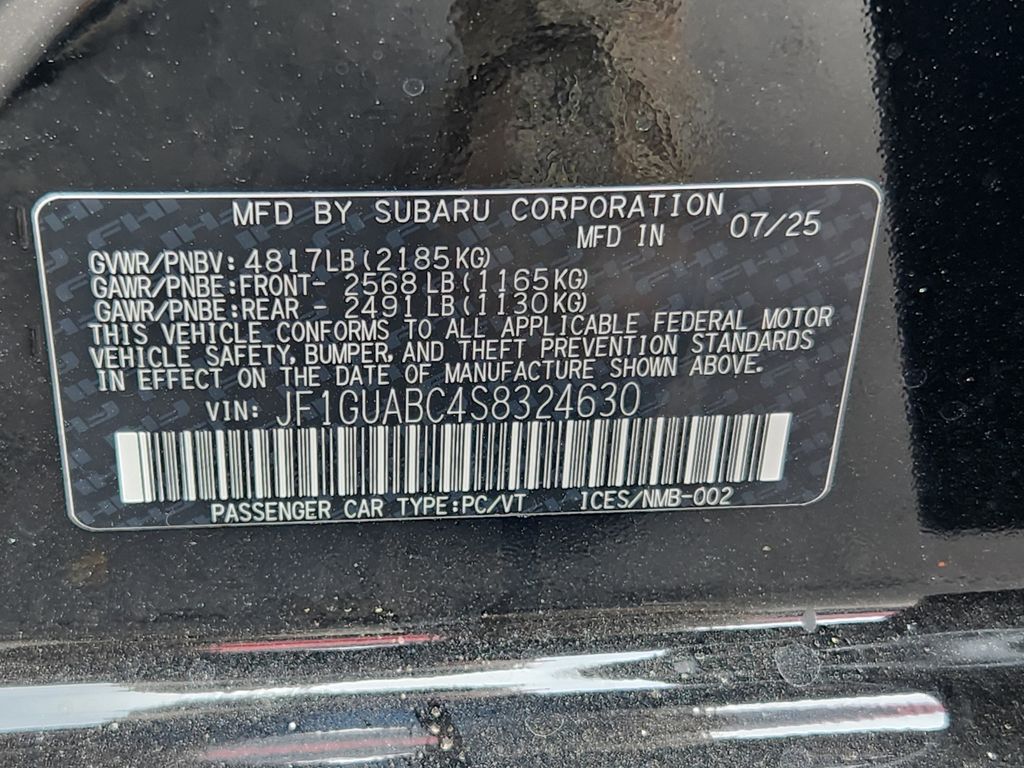 MFD BY SUBARU CORPORATION
MFD IN 07/25
GVWR/PNBV: 4817LB (2185KG)
GAWR/PNBE:FRONT- 2568 LB (1165KG)
GAWR/PNBE:REAR - 2491 LB (1130KG)
THIS VEHICLE CONFORMS TO ALL APPLICABLE FEDERAL MOTOR
VEHICLE SAFETY, BUMPER, AND THEFT PREVENTION STANDARDS
IN EFFECT ON THE DATE OF MANUFACTURE SHOWN ABOVE.
VIN: JF1GUABC4S8324630
PASSENGER CAR TYPE:PC/VT ICES/NMB-002